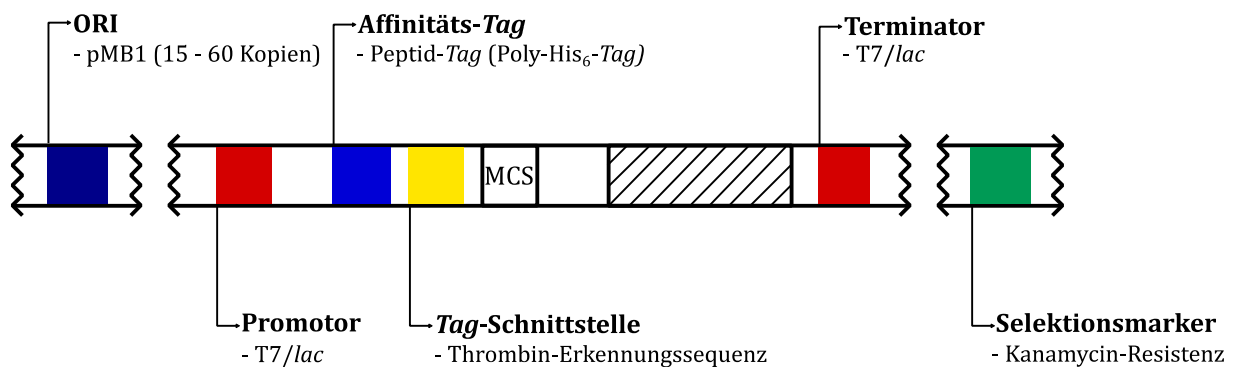 ORI
- pMB1 (15 - 60 Kopien)
Affinitäts-Tag
- Peptid-Tag (Poly-His₆-Tag)
Terminator
- T7/lac
MCS
Promotor
- T7/lac
Tag-Schnittstelle
- Thrombin-Erkennungssequenz
Selektionsmarker
- Kanamycin-Resistenz